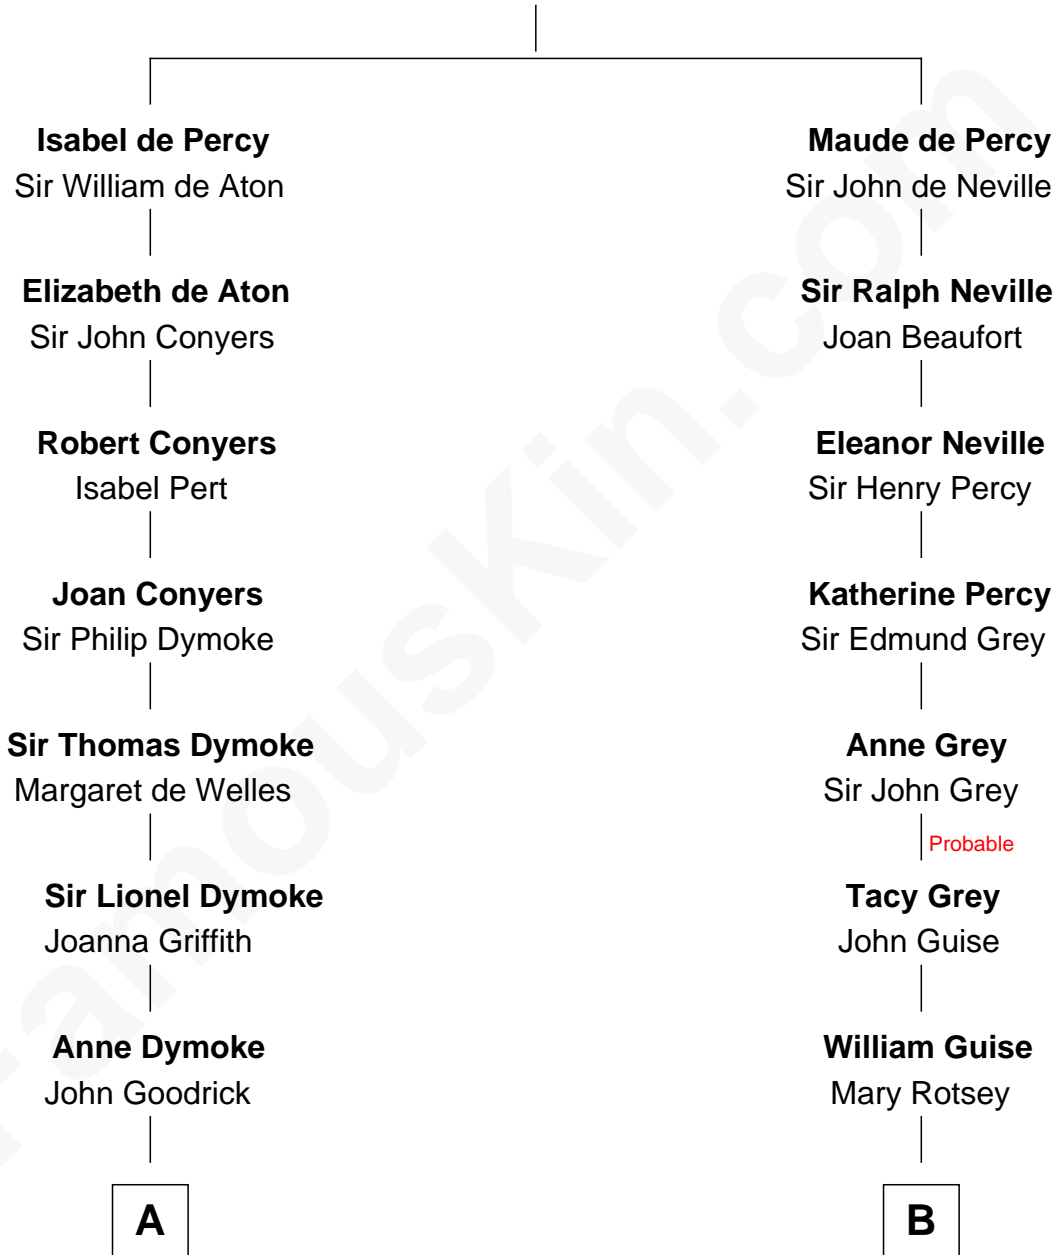 Isabel de Percy
Sir William de Aton
Maude de Percy
Sir John de Neville
Elizabeth de Aton
Sir John Conyers
Sir Ralph Neville
Joan Beaufort
Robert Conyers
Isabel Pert
Eleanor Neville
Sir Henry Percy
Joan Conyers
Sir Philip Dymoke
Katherine Percy
Sir Edmund Grey
Sir Thomas Dymoke
Margaret de Welles
Anne Grey
Sir John Grey
Probable
Sir Lionel Dymoke
Joanna Griffith
Tacy Grey
John Guise
Anne Dymoke
John Goodrick
William Guise
Mary Rotsey
A
B
FamousKin.com